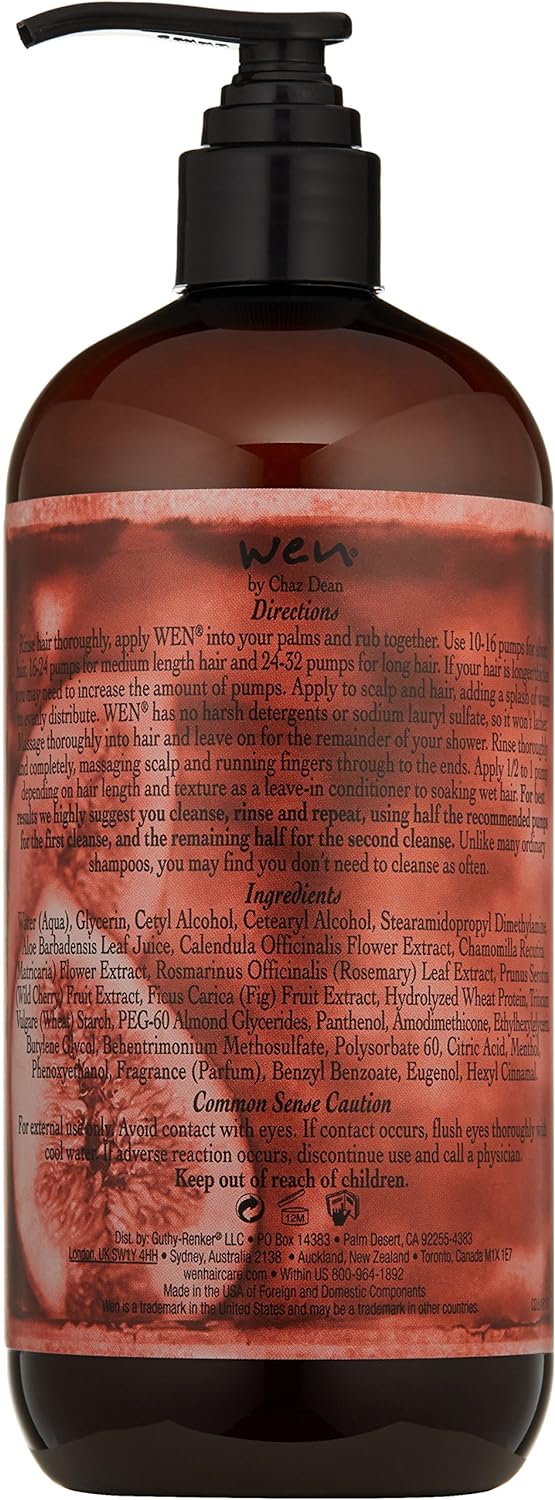 wen®
by Chaz Dean
Directions
Rinse hair thoroughly, apply WEN® into your palms and rub together. Use 10-16 pumps for short
hair, 16-24 pumps for medium length hair and 24-32 pumps for long hair. If your hair is longer/thicker,
you may need to increase the amount of pumps. Apply to scalp and hair, adding a splash of water
to evenly distribute. WEN® has no harsh detergents or sodium lauryl sulfate, so it won't lather.
Massage thoroughly into hair and leave on for the remainder of your shower. Rinse thoroughly
and completely, massaging scalp and running fingers through to the ends. Apply 1/2 to 1 pump
depending on hair length and texture as a leave-in conditioner to soaking wet hair. For best
results we highly suggest you cleanse, rinse and repeat, using half the recommended pumps
for the first cleanse, and the remaining half for the second cleanse. Unlike many ordinary
shampoos, you may find you don't need to cleanse as often.
Ingredients
Water (Aqua), Glycerin, Cetyl Alcohol, Cetearyl Alcohol, Stearamidopropyl Dimethylamine,
Aloe Barbadensis Leaf Juice, Calendula Officinalis Flower Extract, Chamomilla Recutita
(Matricaria) Flower Extract, Rosmarinus Officinalis (Rosemary) Leaf Extract, Prunus Serotina
(Wild Cherry) Fruit Extract, Ficus Carica (Fig) Fruit Extract, Hydrolyzed Wheat Protein, Triticum
Vulgare (Wheat) Starch, PEG-60 Almond Glycerides, Panthenol, Amodimethicone,
Butylene Glycol, Behentrimonium Methosulfate, Polysorbate 60, Citric Acid, Menthol,
Phenoxyethanol, Fragrance (Parfum), Benzyl Benzoate, Eugenol, Hexyl Cinnamal.
Common Sense Caution
For external use only. Avoid contact with eyes. If contact occurs, flush eyes thoroughly with
cool water. If adverse reaction occurs, discontinue use and call a physician.
Keep out of reach of children.
12M
Dist. by: Guthy-Renker® LLC • PO Box 14383 • Palm Desert, CA 92255-4383
London, UK SW1Y 4HH • Sydney, Australia 2138 • Auckland, New Zealand • Toronto, Canada M1X 1E7
wenhaircare.com • Within US 800-964-1892
Made in the USA of Foreign and Domestic Components
Wen is a trademark in the United States and may be a trademark in other countries.